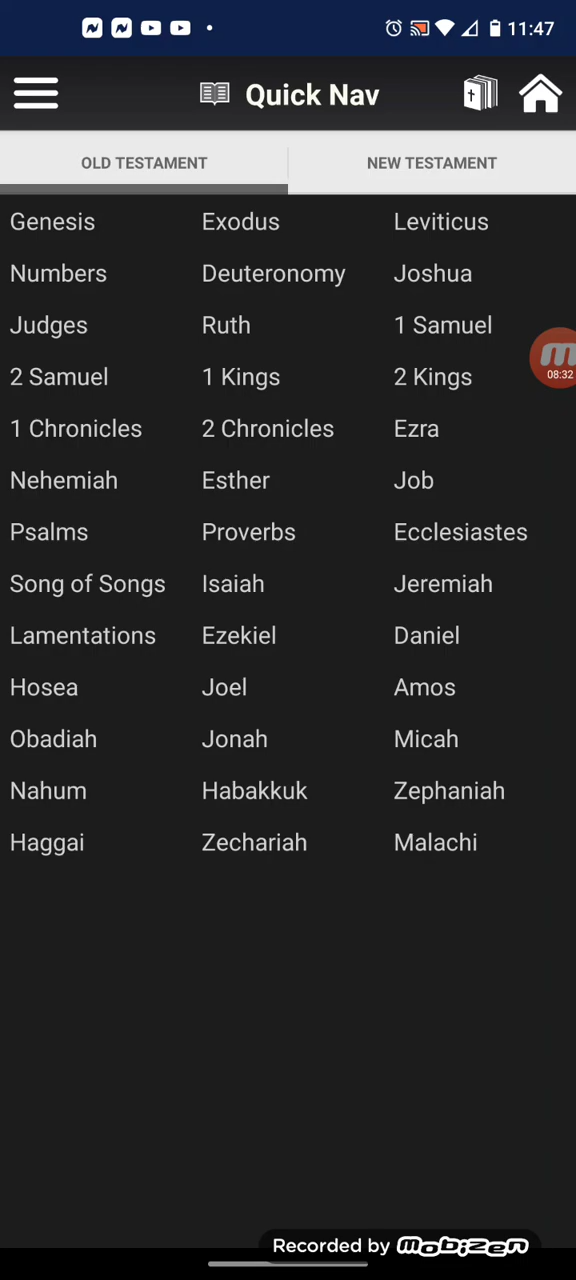 11:47
Quick Nav
OLD TESTAMENT NEW TESTAMENT
Genesis Exodus Leviticus
Numbers Deuteronomy Joshua
Judges Ruth 1 Samuel
2 Samuel 1 Kings 2 Kings
08:32
1 Chronicles 2 Chronicles Ezra
Nehemiah Esther Job
Psalms Proverbs Ecclesiastes
Song of Songs Isaiah Jeremiah
Lamentations Ezekiel Daniel
Hosea Joel Amos
Obadiah Jonah Micah
Nahum Habakkuk Zephaniah
Haggai Zechariah Malachi
Recorded by mobizen